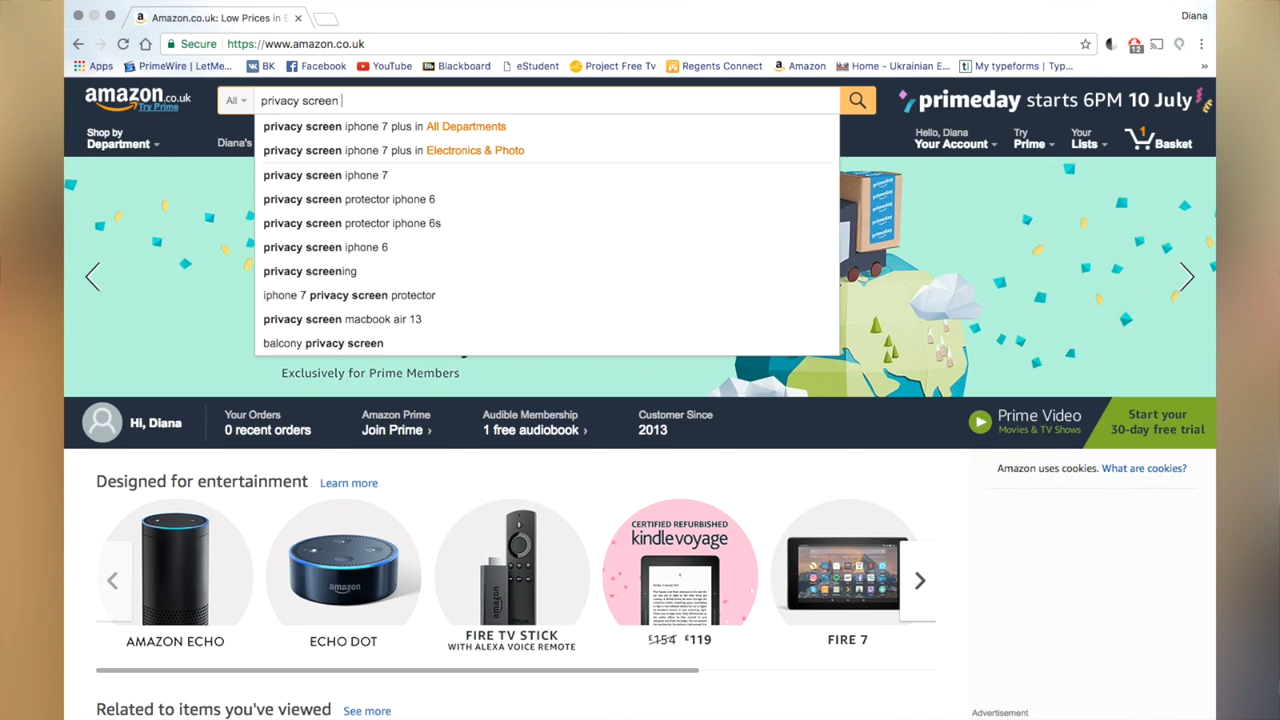 Amazon.co.uk: Low Prices in E
Diana
Secure https://www.amazon.co.uk
12
Apps PrimeWire | LetMe... BK Facebook YouTube Blackboard eStudent Project Free Tv Regents Connect Amazon Home - Ukrainian E... My typeforms | Typ... »
amazon.co.uk
Try Prime
All privacy screen
primeday starts 6PM 10 July
Shop by
Department
Diana's
Hello, Diana
Your Account
Try
Prime
Your
Lists
1
Basket
privacy screen iphone 7 plus in All Departments
privacy screen iphone 7 plus in Electronics & Photo
privacy screen iphone 7
privacy screen protector iphone 6
privacy screen protector iphone 6s
privacy screen iphone 6
privacy screening
iphone 7 privacy screen protector
privacy screen macbook air 13
balcony privacy screen
primeday
primeday
primeday
Exclusively for Prime Members
Hi, Diana
Your Orders
0 recent orders
Amazon Prime
Join Prime ›
Audible Membership
1 free audiobook ›
Customer Since
2013
Prime Video
Movies & TV Shows
Start your
30-day free trial
Designed for entertainment Learn more
Amazon uses cookies. What are cookies?
amazon
CERTIFIED REFURBISHED
kindle voyage
AMAZON ECHO
ECHO DOT
FIRE TV STICK
WITH ALEXA VOICE REMOTE
£154 £119
FIRE 7
Related to items you've viewed See more
Advertisement